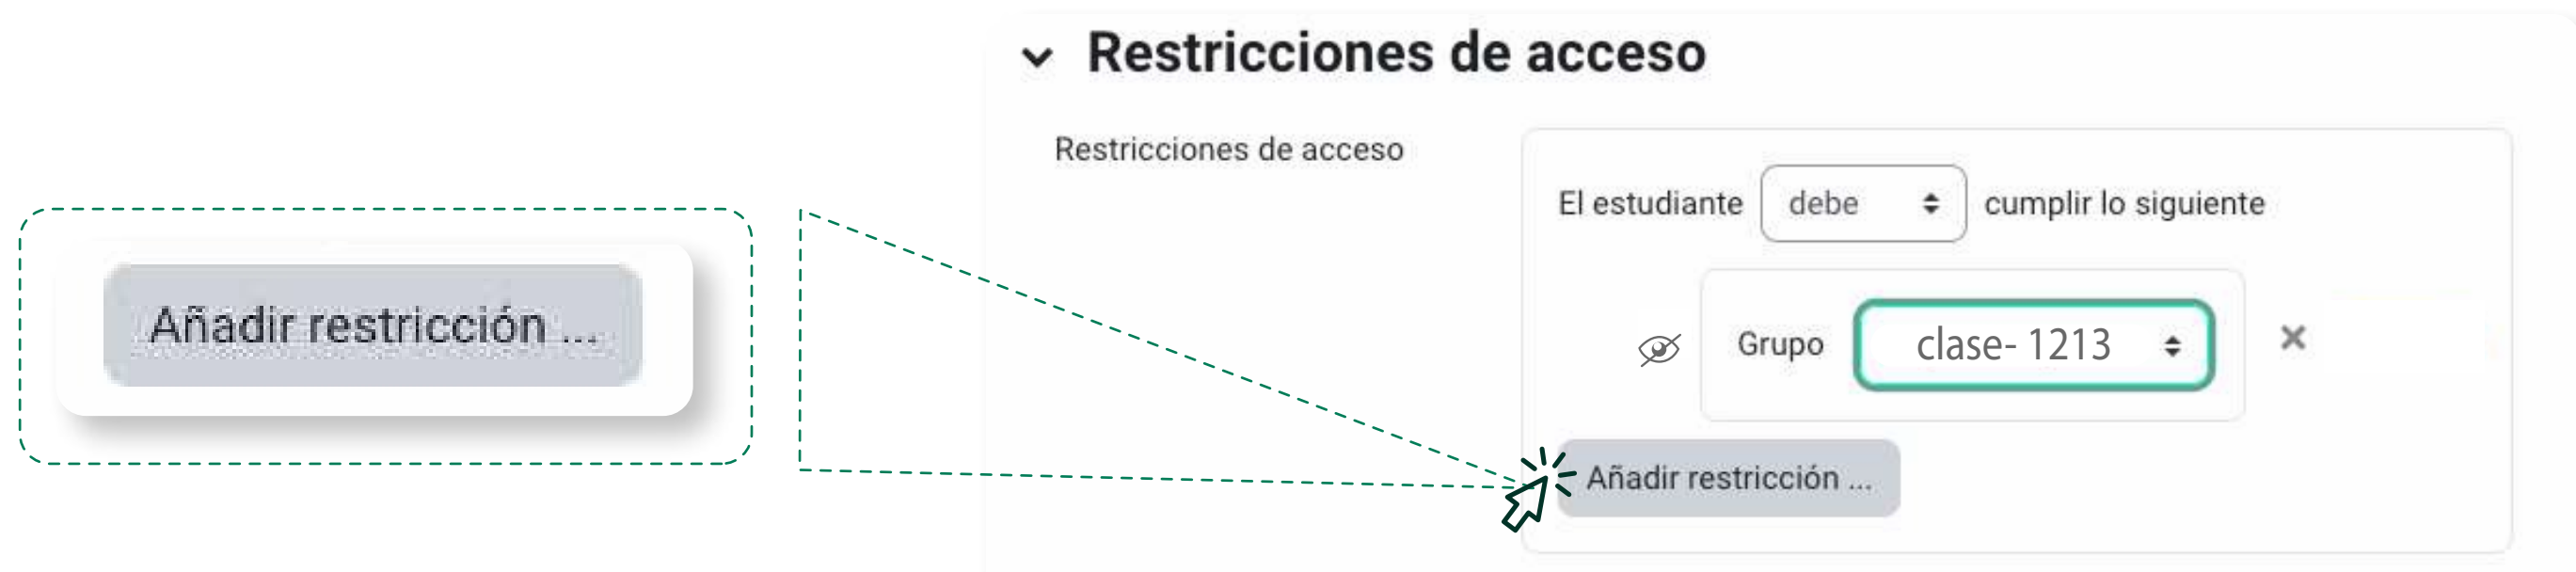 Restricciones de acceso
Restricciones de acceso
El estudiante debe cumplir lo siguiente
Añadir restricción ...
Grupo clase- 1213
Añadir restricción ...